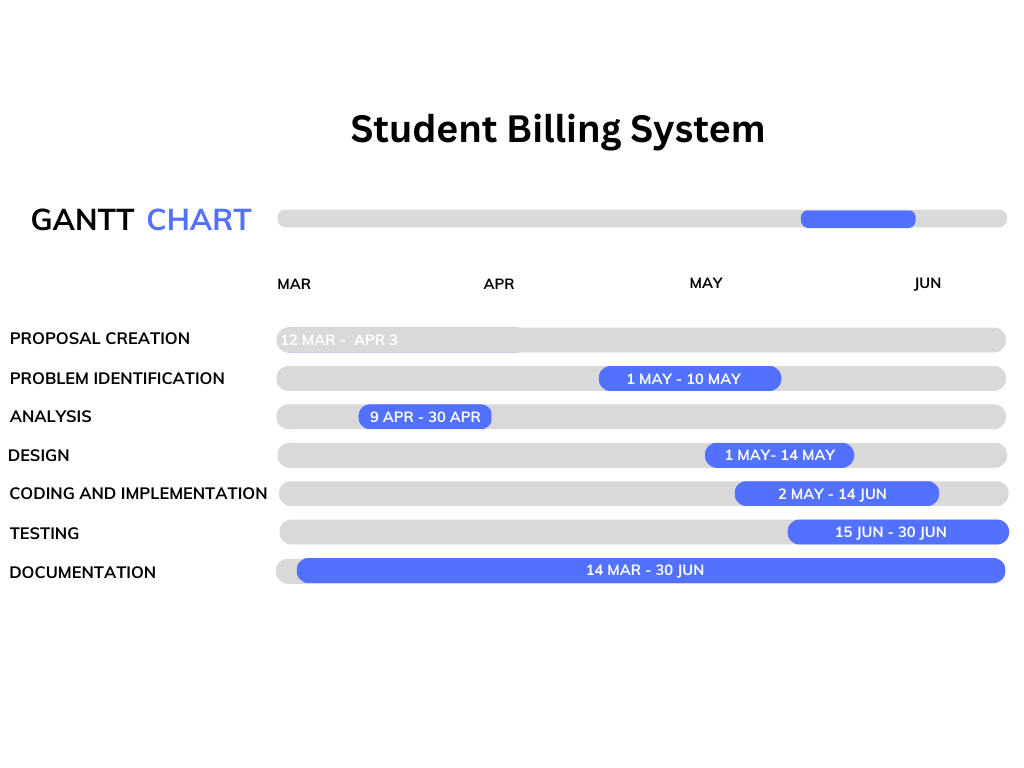 Student Billing System
GANTT CHART
MAR APR MAY JUN
PROPOSAL CREATION 12 MAR - APR 3
PROBLEM IDENTIFICATION 1 MAY - 10 MAY
ANALYSIS 9 APR - 30 APR
DESIGN 1 MAY- 14 MAY
CODING AND IMPLEMENTATION 2 MAY - 14 JUN
TESTING 15 JUN - 30 JUN
DOCUMENTATION 14 MAR - 30 JUN